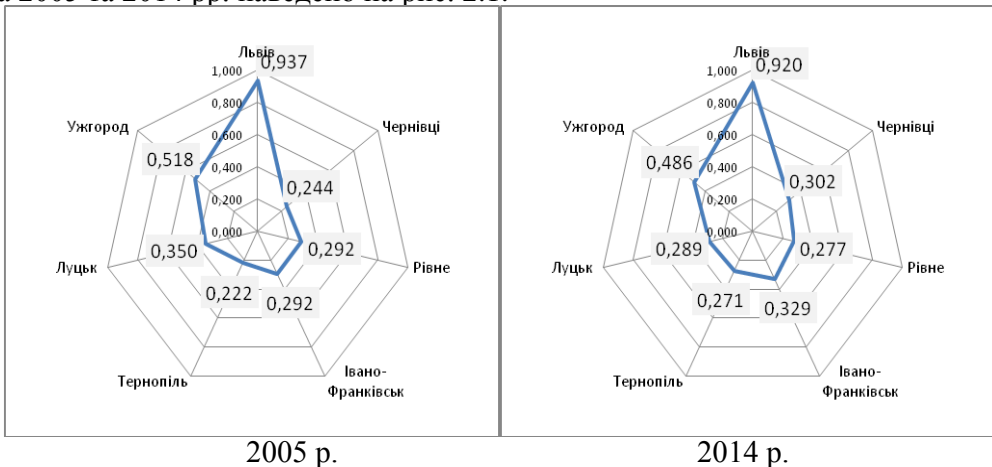 а 2005 та 2014 рр. наведено на рис. 2.1.
Львів
0,937
1,000
0,800
0,600
0,400
0,200
0,000
Ужгород
Чернівці
0,518
0,244
0,350
0,292
Луцьк
Рівне
0,222
0,292
Тернопіль
Івано-
Франківськ
2005 р.
Львів
0,920
1,000
0,800
0,600
0,400
0,200
0,000
Ужгород
Чернівці
0,486
0,302
0,289
0,277
Луцьк
Рівне
0,271
0,329
Тернопіль
Івано-
Франківськ
2014 р.